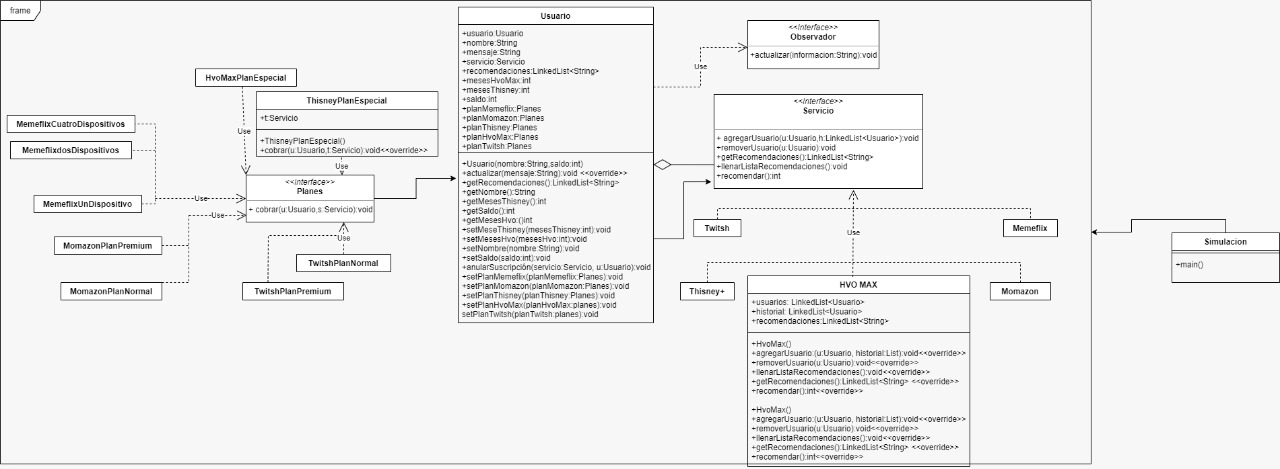 frame
Usuario
+usuario:Usuario
+nombre:String
+mensaje:String
+servicio:Servicio
+recomendaciones:LinkedList<String>
+mesesHvoMax:int
+mesesThisney:int
+saldo:int
+planMemeflix:Planes
+planMomazon:Planes
+planThisney:Planes
+planHvoMax:Planes
+planTwitsh:Planes
+Usuario(nombre:String,saldo:int)
+actualizar(mensaje:String):void <<override>>
+getRecomendaciones():LinkedList<String>
+getNombre():String
+getMesesThisney():int
+getSaldo():int
+getMesesHvo:()int
+setMeseThisney(mesesThisney:int):void
+setMesesHvo(mesesHvo:int):void
+setNombre(nombre:String):void
+setSaldo(saldo:int):void
+anularSuscripción(servicio:Servicio, u:Usuario):void
+setPlanMemeflix(planMemeflix:Planes):void
+setPlanMomazon(planMomazon:Planes):void
+setPlanThisney(planThisney:Planes):void
+setPlanHvoMax(planHvoMax:planes):void
setPlanTwitsh(planTwitsh:planes):void
<<interface>>
Observador
+actualizar(informacion:String):void
Use
HvoMaxPlanEspecial
Use
ThisneyPlanEspecial
+t:Servicio
+ThisneyPlanEspecial()
+cobrar(u:Usuario,t:Servicio):void<<override>>
Use
MemeflixCuatroDispositivos
MemeflixdosDispositivos
MemeflixUnDispositivo
Use
<<interface>>
Planes
+ cobrar(u:Usuario,s:Servicio):void
Use
MomazonPlanPremium
MomazonPlanNormal
Use
TwitshPlanNormal
TwitshPlanPremium
<<interface>>
Servicio
+ agregarUsuario(u:Usuario,h:LinkedList<Usuario>):void
+removerUsuario(u:Usuario):void
+getRecomendaciones():LinkedList<String>
+llenarListaRecomendaciones():void
+recomendar():int
Twitsh
Memeflix
Use
Thisney+
Momazon
HVO MAX
+usuarios: LinkedList<Usuario>
+historial: LinkedList<Usuario>
+recomendaciones:LinkedList<String>
+HvoMax()
+agregarUsuario:(u:Usuario, historial:List):void<<override>>
+removerUsuario(u:Usuario):void<<override>>
+llenarListaRecomendaciones():void<<override>>
+getRecomendaciones():LinkedList<String> <<override>>
+recomendar():int<<override>>
+HvoMax()
+agregarUsuario:(u:Usuario, historial:List):void<<override>>
+removerUsuario(u:Usuario):void<<override>>
+llenarListaRecomendaciones():void<<override>>
+getRecomendaciones():LinkedList<String> <<override>>
+recomendar():int<<override>>
Simulacion
+main()